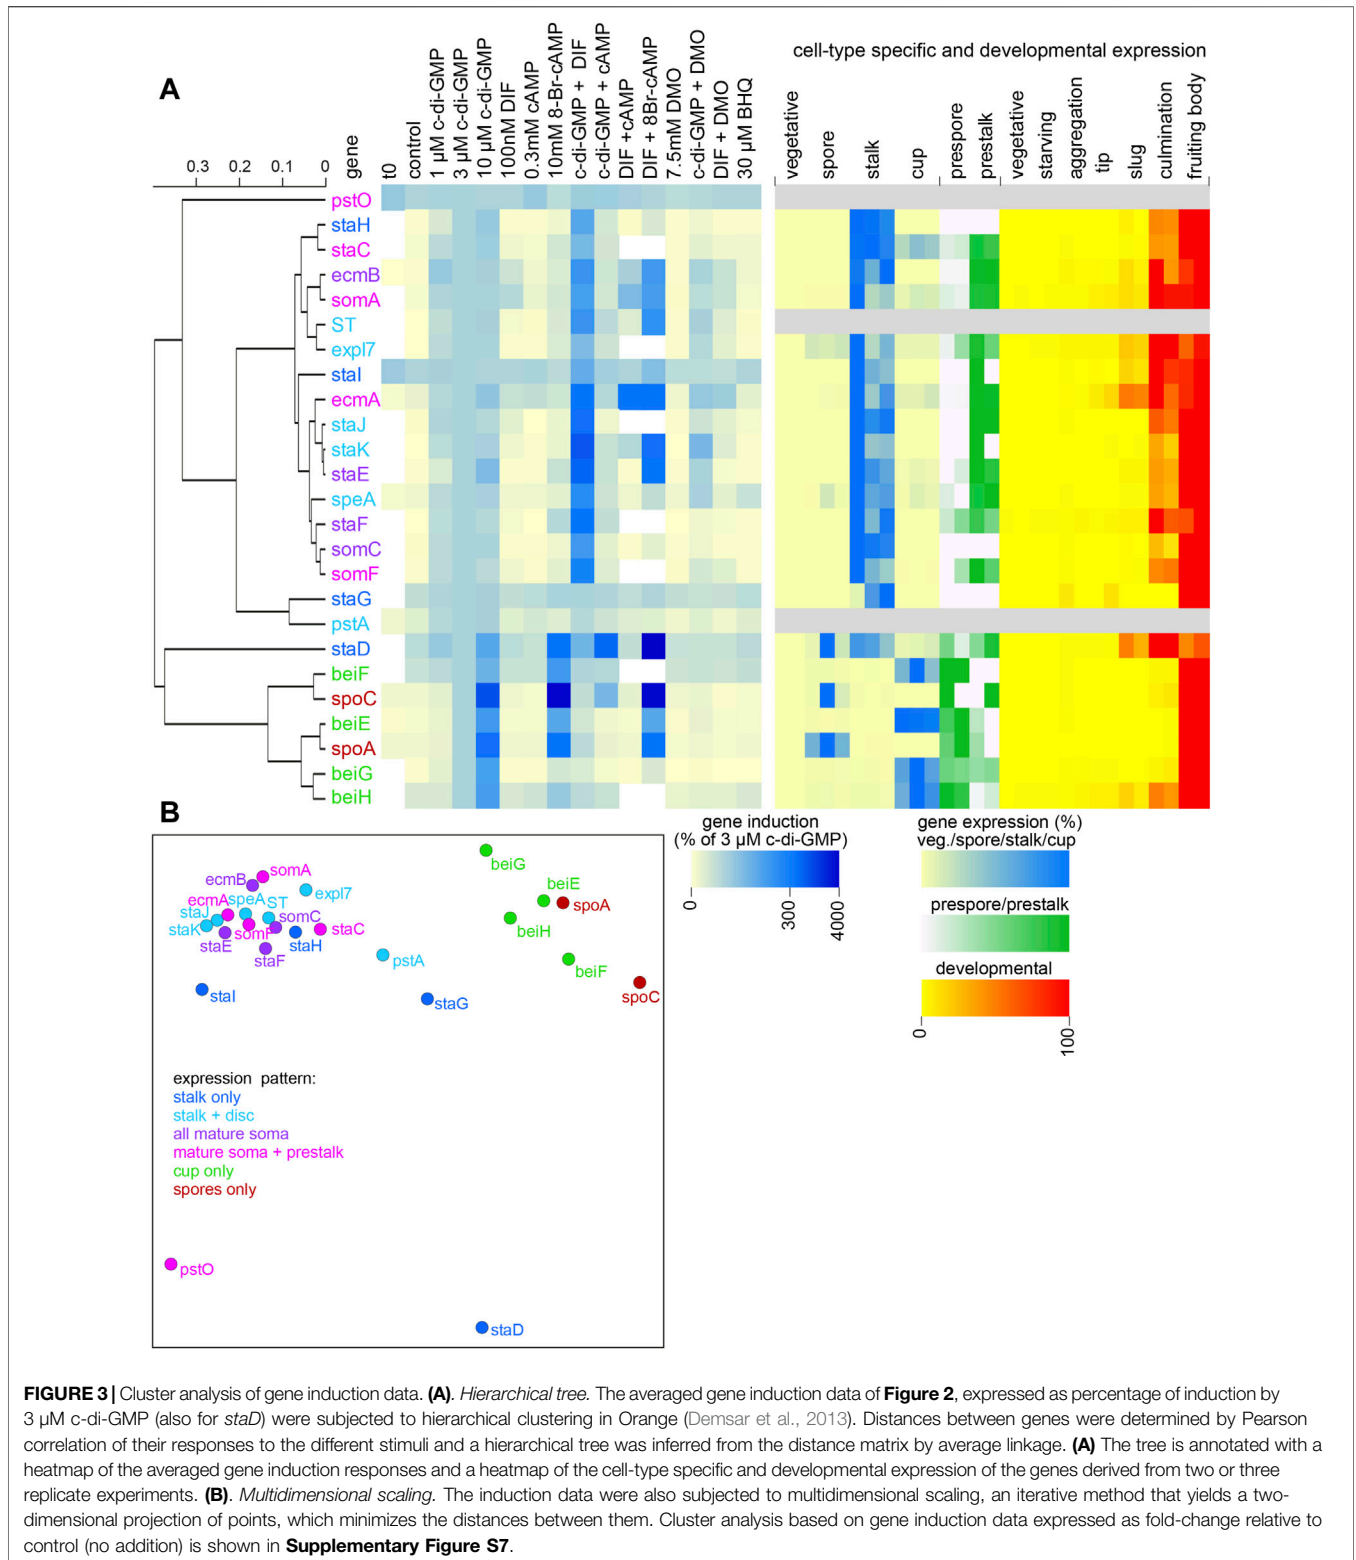 cell-type specific and developmental expression
A
0.3 0.2 0.1 0
gene
t0
control
1 µM c-di-GMP
3 µM c-di-GMP
10 µM c-di-GMP
100nM DIF
0.3mM cAMP
10mM 8-Br-cAMP
c-di-GMP + DIF
c-di-GMP + cAMP
DIF +cAMP
DIF + 8Br-cAMP
7.5mM DMO
c-di-GMP + DMO
DIF + DMO
30 µM BHQ
vegetative
spore
stalk
cup
prespore
prestalk
vegetative
starving
aggregation
tip
slug
culmination
fruiting body
pstO
staH
staC
ecmB
somA
ST
expl7
staI
ecmA
staJ
staK
staE
speA
staF
somC
somF
staG
pstA
staD
beiF
spoC
beiE
spoA
beiG
beiH
B
gene induction
(% of 3 µM c-di-GMP)
0
300
4000
gene expression (%)
veg./spore/stalk/cup
prespore/prestalk
developmental
0
100
somA
ecmB
expl7
ecmA
speA
ST
staJ
somC
staK
somF
staC
staE
staH
staF
pstA
staI
staG
beiG
beiE
spoA
beiH
beiF
spoC
expression pattern:
stalk only
stalk + disc
all mature soma
mature soma + prestalk
cup only
spores only
pstO
staD
FIGURE 3 | Cluster analysis of gene induction data. (A). Hierarchical tree. The averaged gene induction data of Figure 2, expressed as percentage of induction by
3 µM c-di-GMP (also for staD) were subjected to hierarchical clustering in Orange (Demsar et al., 2013). Distances between genes were determined by Pearson
correlation of their responses to the different stimuli and a hierarchical tree was inferred from the distance matrix by average linkage. (A) The tree is annotated with a
heatmap of the averaged gene induction responses and a heatmap of the cell-type specific and developmental expression of the genes derived from two or three
replicate experiments. (B). Multidimensional scaling. The induction data were also subjected to multidimensional scaling, an iterative method that yields a two-
dimensional projection of points, which minimizes the distances between them. Cluster analysis based on gene induction data expressed as fold-change relative to
control (no addition) is shown in Supplementary Figure S7.